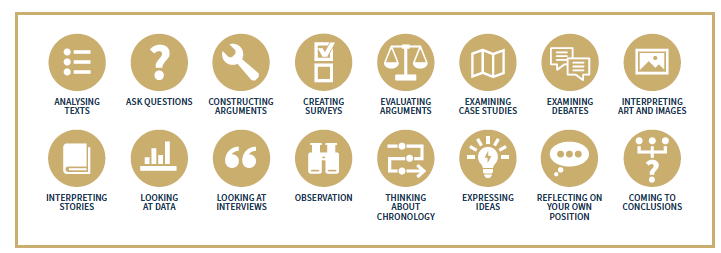 ANALYSING
TEXTS
ASK QUESTIONS
CONSTRUCTING
ARGUMENTS
CREATING
SURVEYS
EVALUATING
ARGUMENTS
EXAMINING
CASE STUDIES
EXAMINING
DEBATES
INTERPRETING
ART AND IMAGES
INTERPRETING
STORIES
LOOKING
AT DATA
LOOKING AT
INTERVIEWS
OBSERVATION
THINKING
ABOUT
CHRONOLOGY
EXPRESSING
IDEAS
REFLECTING ON
YOUR OWN
POSITION
COMING TO
CONCLUSIONS